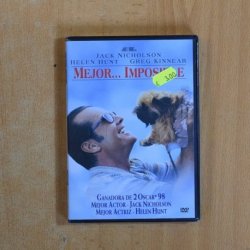 JACK NICHOLSON
HELEN HUNT GREG KINNEAR
MEJOR... IMPOSIBLE
GANADORA DE 2 OSCAR 98
MEJOR ACTOR - JACK NICHOLSON
MEJOR ACTRIZ - HELEN HUNT
DVD